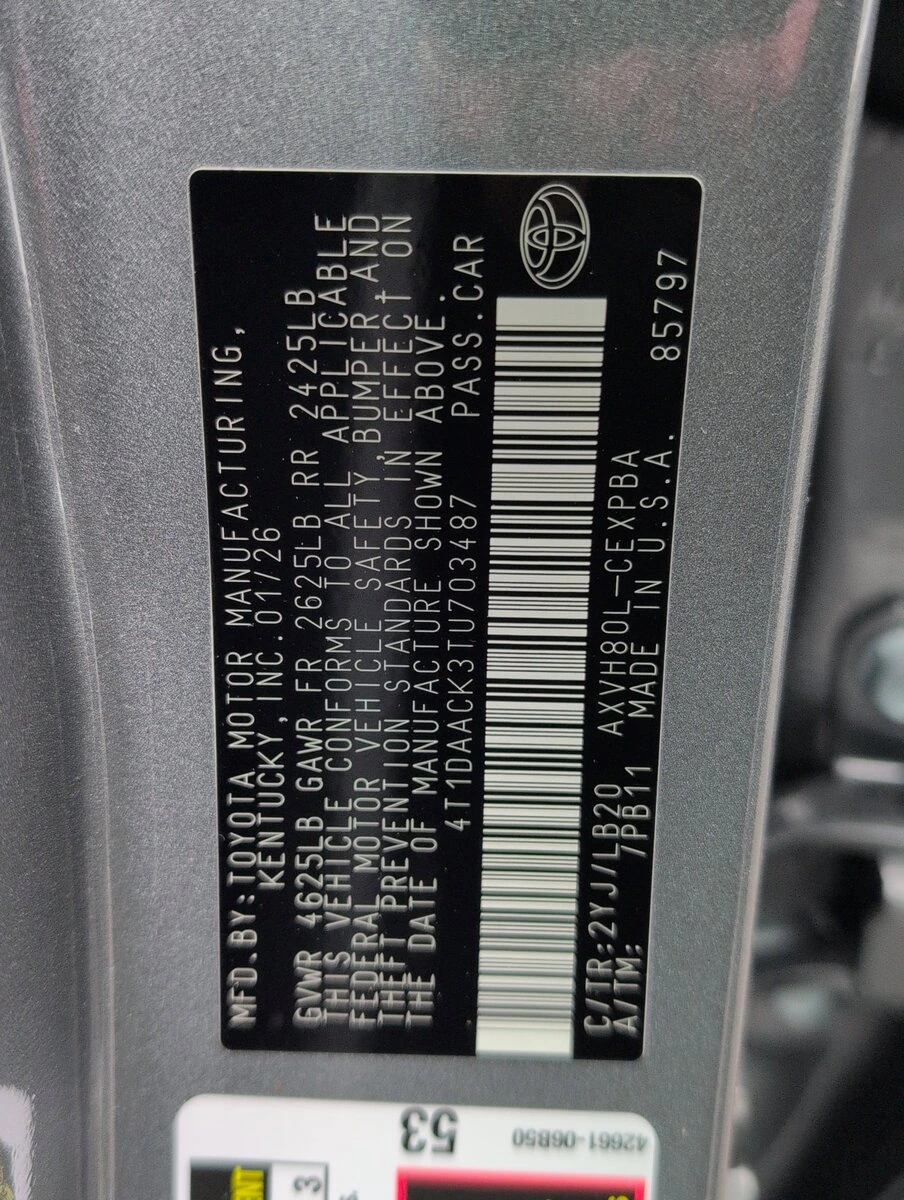 MFD.BY:TOYOTA MOTOR MANUFACTURING,
KENTUCKY,INC.01/26
GVWR 4625LB GAWR FR 2625LB RR 2425LB
THIS VEHICLE CONFORMS TO ALL APPLICABLE
FEDERAL MOTOR VEHICLE SAFETY,BUMPER,AND
THEFT PREVENTION STANDARDS IN EFFECT ON
THE DATE OF MANUFACTURE SHOWN ABOVE.
4T1DAACK3TU703487 PASS.CAR
C/TR:2YJ/LB20 AXVH80L-CEXPBA
A/TM: 7PB11 MADE IN U.S.A. 85797
53
42661-06B50
3